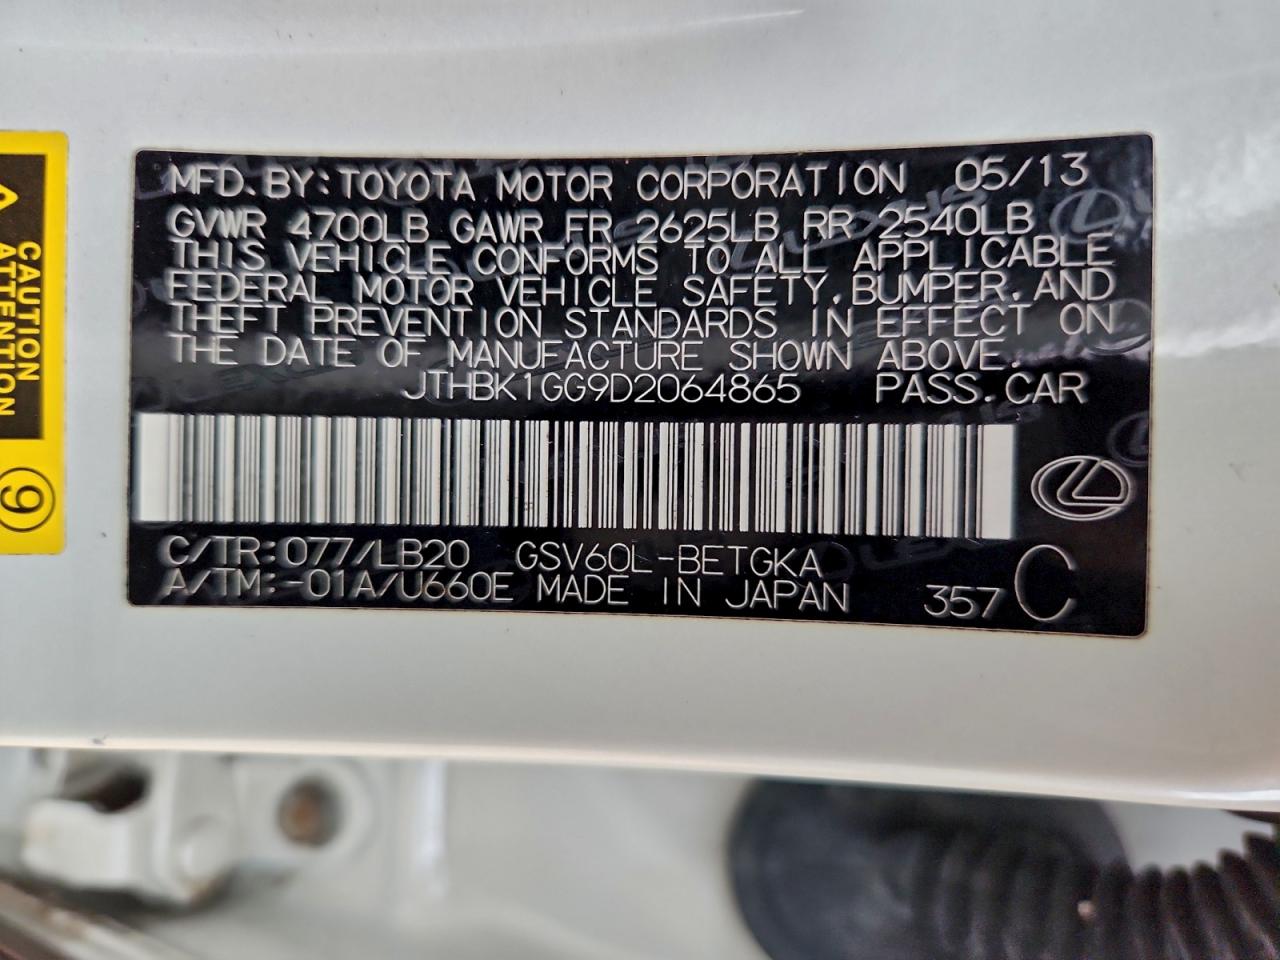 MFD. BY: TOYOTA MOTOR CORPORATION 05/13
GVWR 4700LB GAWR FR 2625LB RR 2540LB
THIS VEHICLE CONFORMS TO ALL APPLICABLE
FEDERAL MOTOR VEHICLE SAFETY, BUMPER, AND
THEFT PREVENTION STANDARDS IN EFFECT ON
THE DATE OF MANUFACTURE SHOWN ABOVE.
JTHBK1GG9D2064865 PASS. CAR
C/TR: 077/LB20 GSV60L-BETGKA
A/TM: -01A/U660E MADE IN JAPAN 357 C
CAUTION
ATTENTION
9